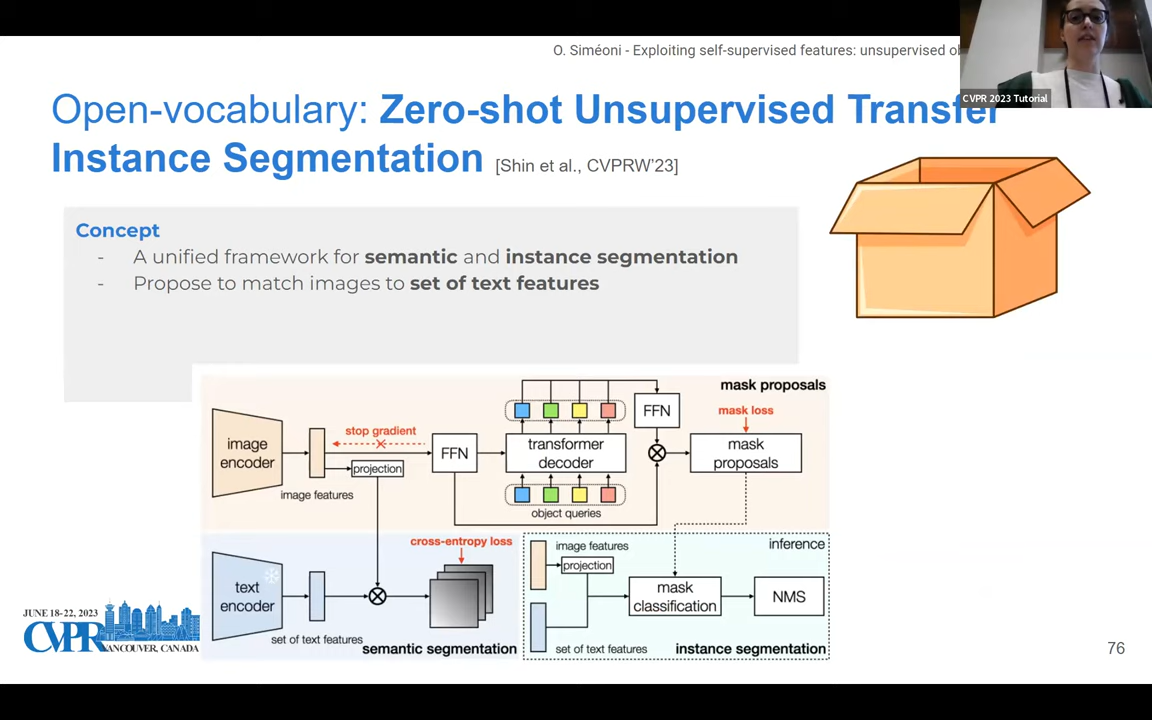 O. Siméoni - Exploiting self-supervised features: unsupervised
CVPR 2023 Tutorial
Open-vocabulary: Zero-shot Unsupervised Transfer
Instance Segmentation [Shin et al., CVPRW'23]
Concept
- A unified framework for semantic and instance segmentation
- Propose to match images to set of text features
mask proposals
FFN
mask loss
stop gradient
image
encoder
FFN
transformer
decoder
mask
proposals
projection
image features
object queries
cross-entropy loss
image features
inference
projection
text
encoder
mask
classification
NMS
set of text features
semantic segmentation
set of text features
instance segmentation
JUNE 18-22, 2023
CVPR
VANCOUVER, CANADA
76